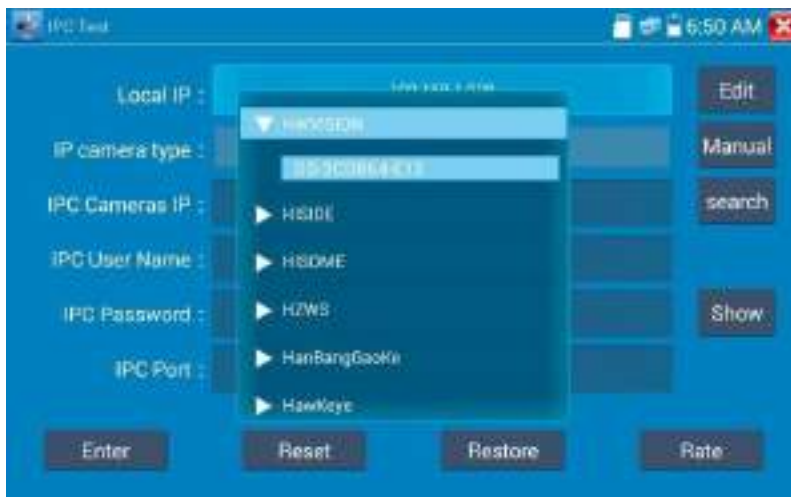 IPC Test 6:50 AM
Local IP : Edit
HIKVISION
IP camera type : Manual
IPC Cameras IP : HISIDE search
IPC User Name : HISOME
IPC Password : HZWS Show
HanBangGaoKe
IPC Port :
HawKeye
Enter Reset Restore Rate